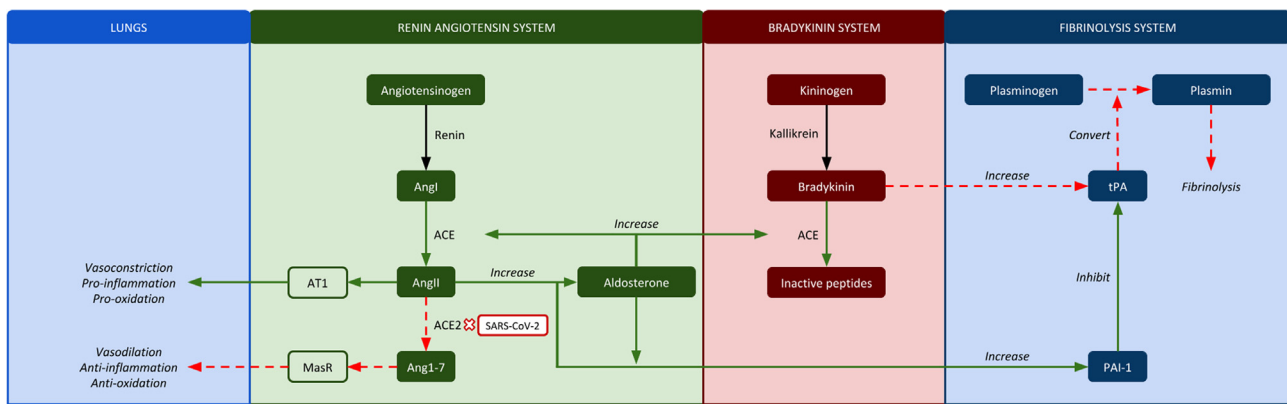 LUNGS
RENIN ANGIOTENSIN SYSTEM
BRADYKININ SYSTEM
FIBRINOLYSIS SYSTEM
Angiotensinogen
Kininogen
Plasminogen
Plasmin
Renin
Kallikrein
Convert
AngI
Bradykinin
Increase
tPA
Fibrinolysis
ACE
Increase
ACE
Vasoconstriction
Pro-inflammation
Pro-oxidation
AT1
AngII
Increase
Aldosterone
Inactive peptides
Inhibit
ACE2
SARS-CoV-2
Vasodilation
Anti-inflammation
Anti-oxidation
MasR
Ang1-7
Increase
PAI-1